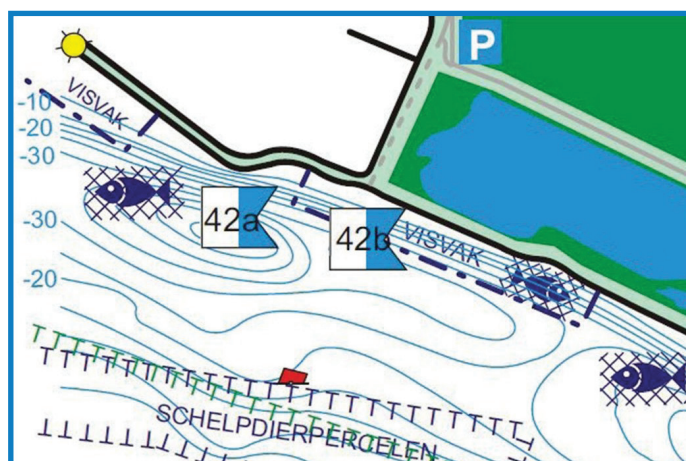 P
VISVAK
-10
-20
-30
42a
42b
VISVAK
-30
-20
SCHELPDIERPERCELEN